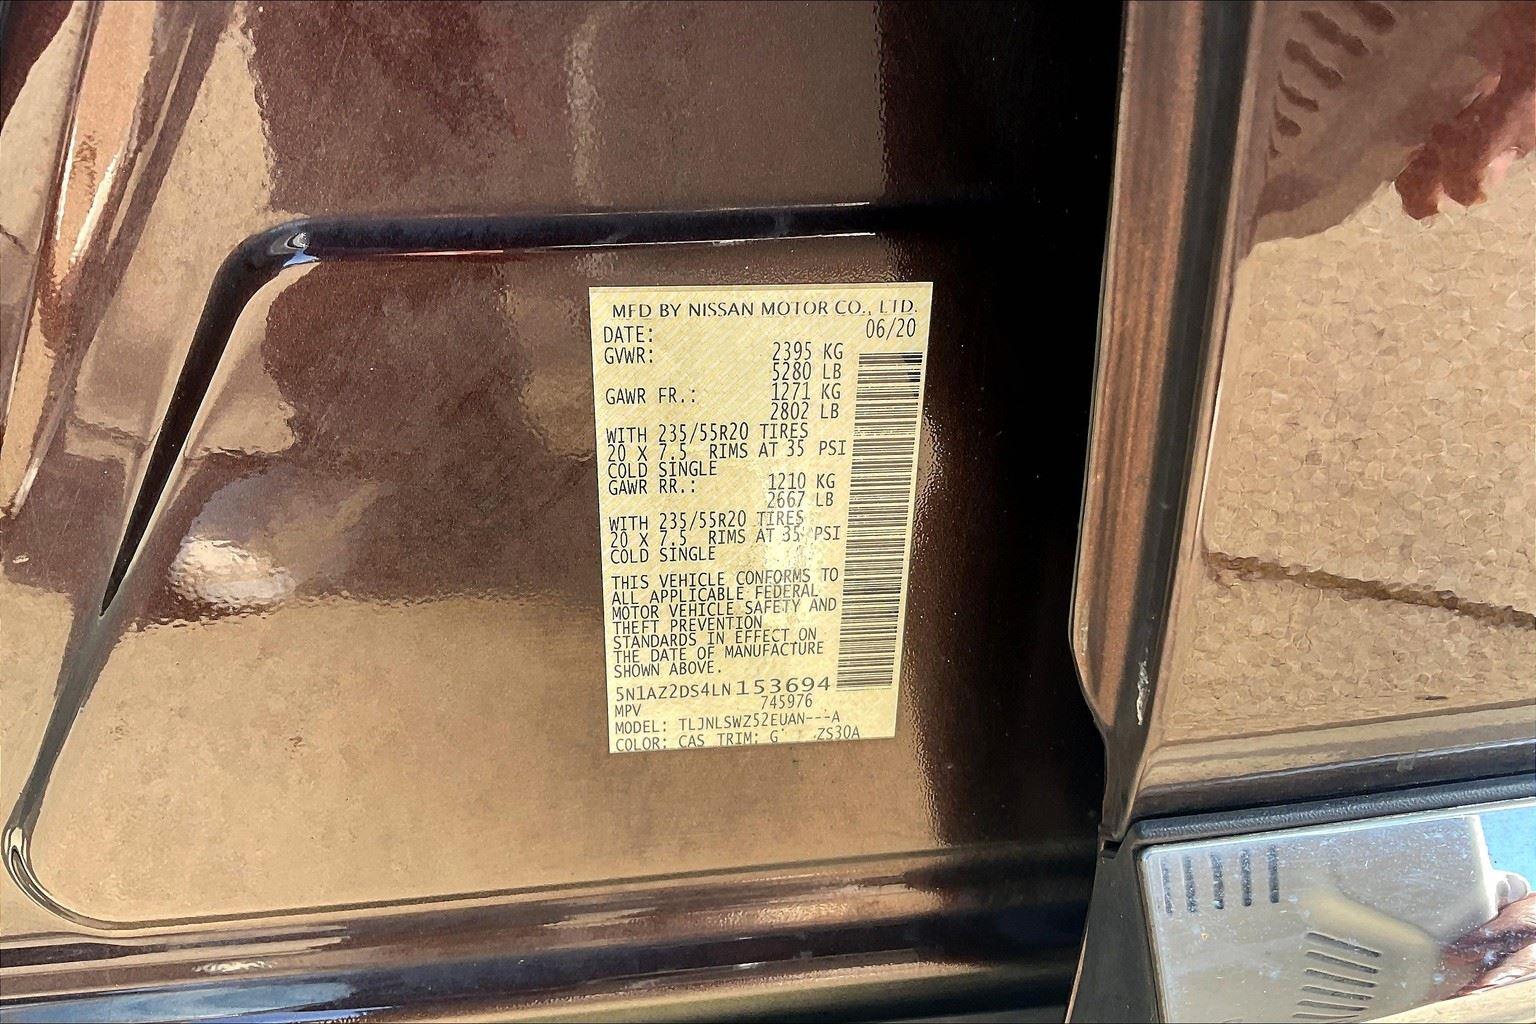 MFD BY NISSAN MOTOR CO., LTD.
DATE: 06/20
GVWR: 2395 KG
5280 LB
GAWR FR.: 1271 KG
2802 LB
WITH 235/55R20 TIRES
20 X 7.5 RIMS AT 35 PSI
COLD SINGLE
GAWR RR.: 1210 KG
2667 LB
WITH 235/55R20 TIRES
20 X 7.5 RIMS AT 35 PSI
COLD SINGLE
THIS VEHICLE CONFORMS TO
ALL APPLICABLE FEDERAL
MOTOR VEHICLE SAFETY AND
THEFT PREVENTION
STANDARDS IN EFFECT ON
THE DATE OF MANUFACTURE
SHOWN ABOVE.
5N1AZ2DS4LN153694
MPV 745976
MODEL: TLJNLSWZ52EUAN---A
COLOR: CAS TRIM: G ZS30A